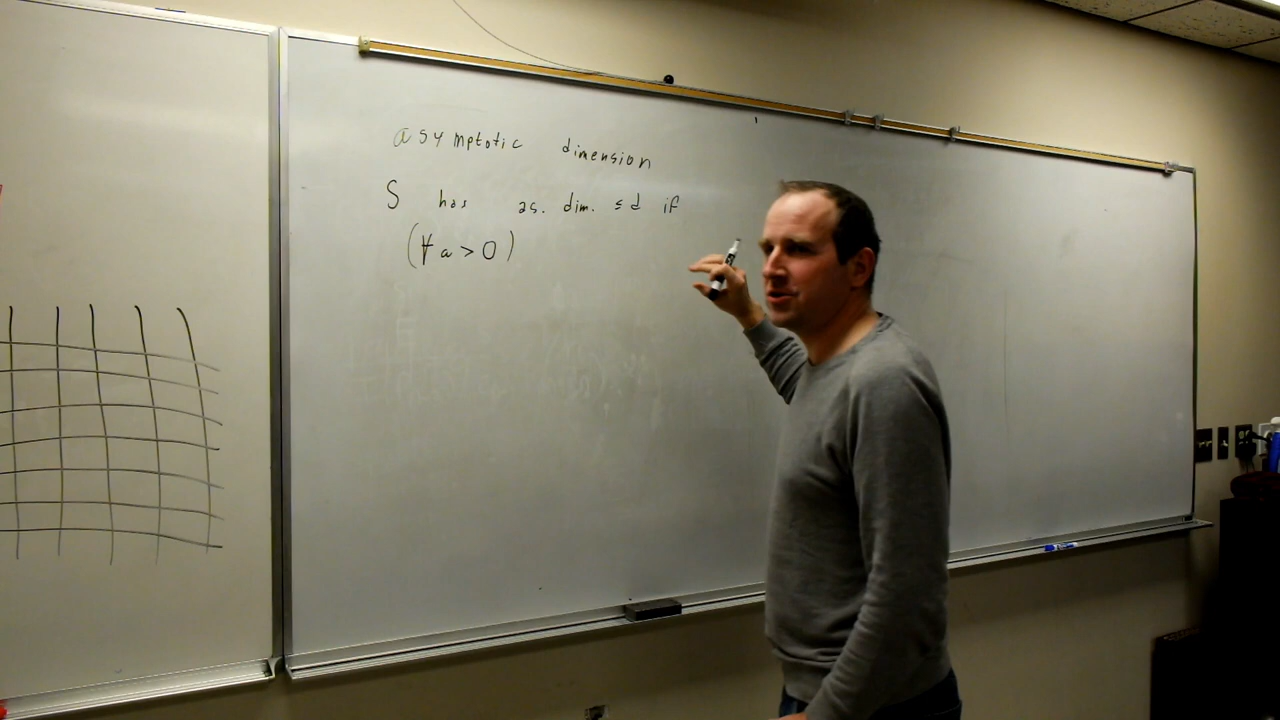 asymptotic dimension
S has as. dim. ≤d if
(∀ a > 0)